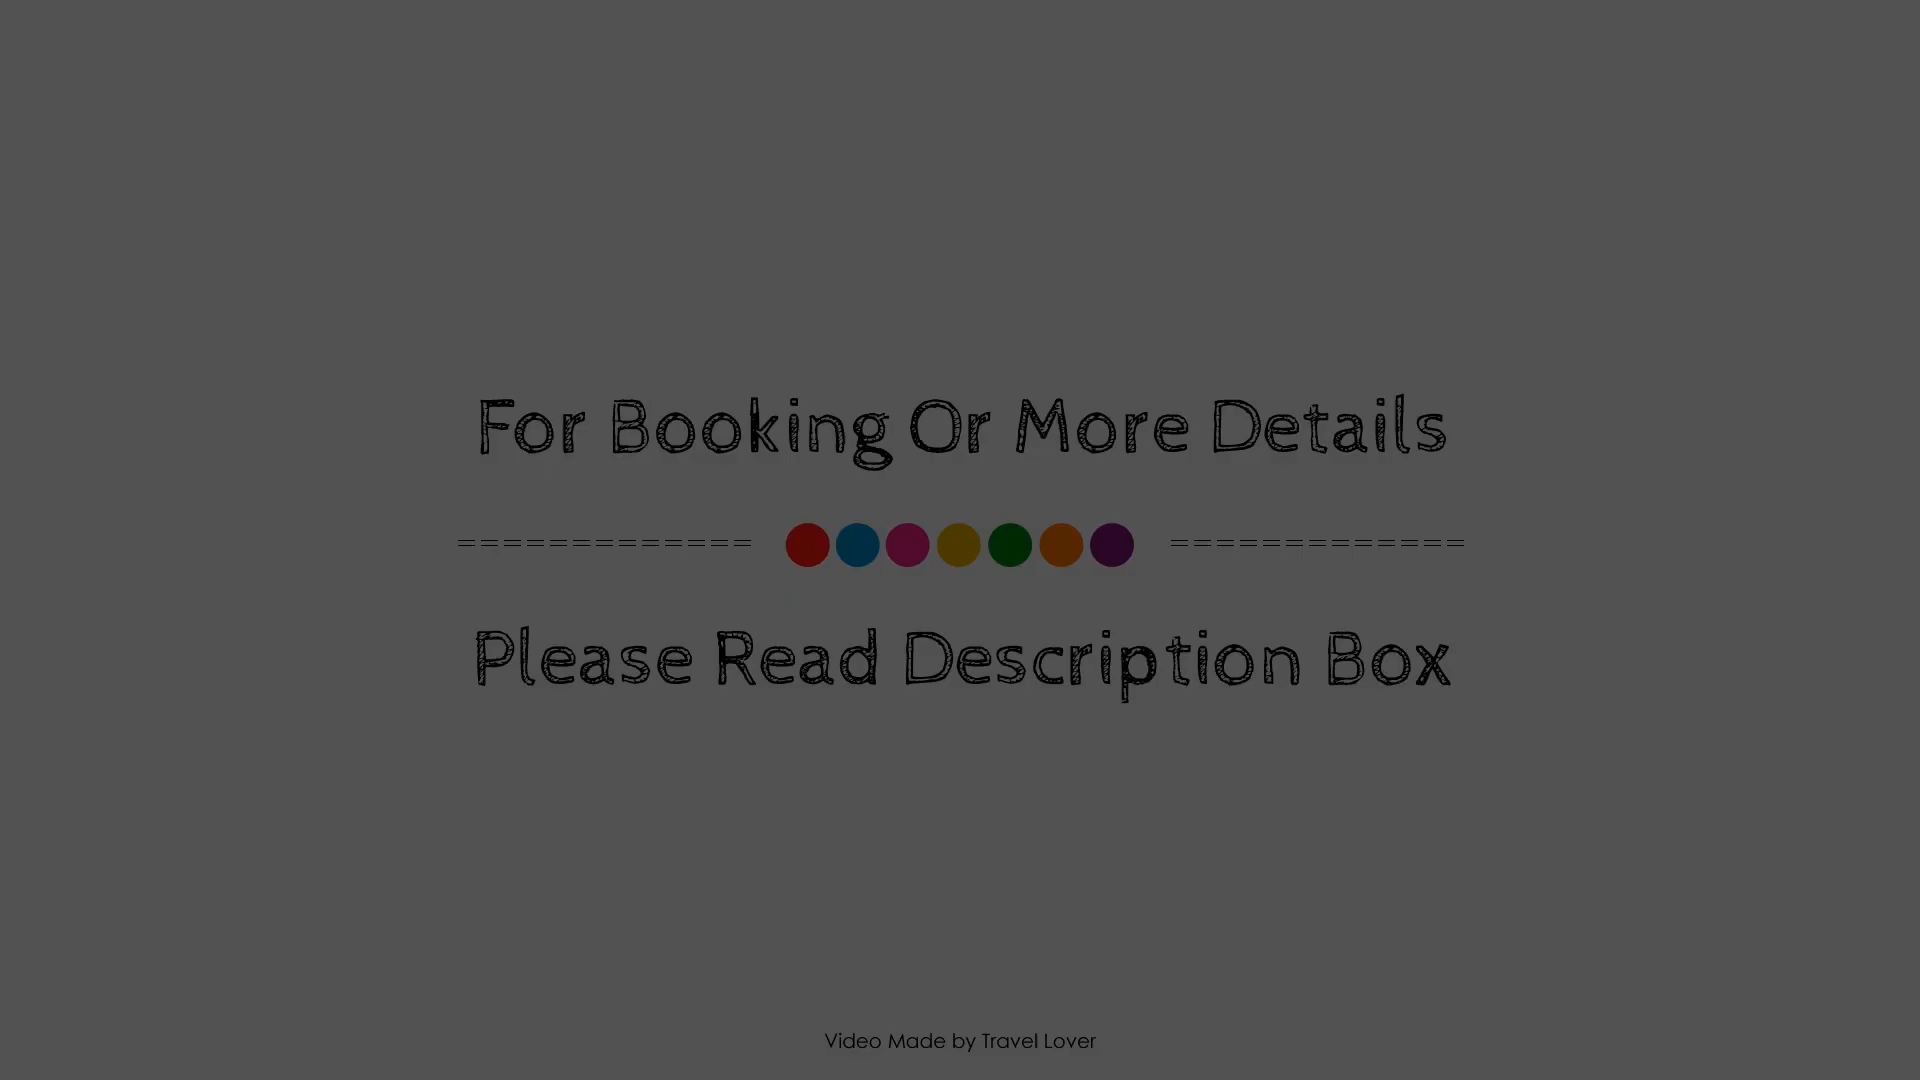 For Booking Or More Details
============= =============
Please Read Description Box
Video Made by Travel Lover